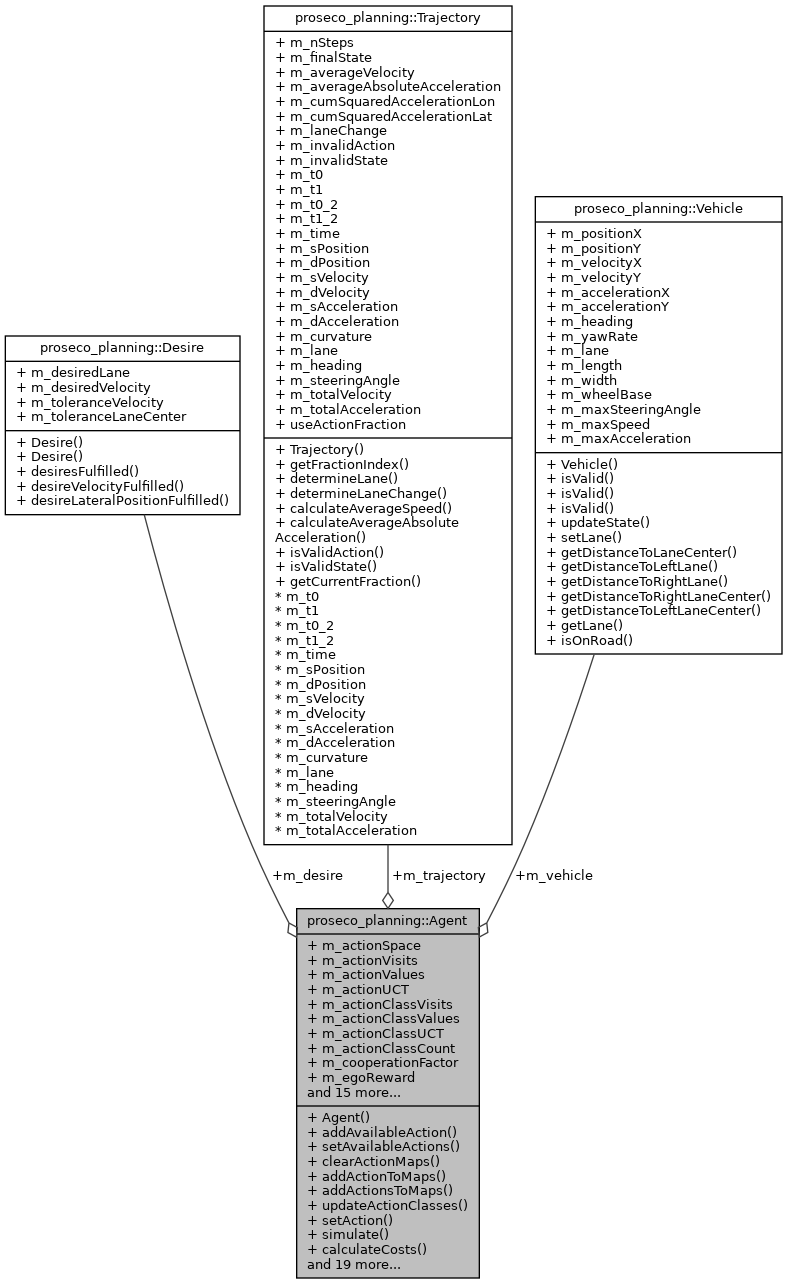 proseco_planning::Trajectory
+ m_nSteps
+ m_finalState
+ m_averageVelocity
+ m_averageAbsoluteAcceleration
+ m_cumSquaredAccelerationLon
+ m_cumSquaredAccelerationLat
+ m_laneChange
+ m_invalidAction
+ m_invalidState
+ m_t0
+ m_t1
+ m_t0_2
+ m_t1_2
+ m_time
+ m_sPosition
+ m_dPosition
+ m_sVelocity
+ m_dVelocity
+ m_sAcceleration
+ m_dAcceleration
+ m_curvature
+ m_lane
+ m_heading
+ m_steeringAngle
+ m_totalVelocity
+ m_totalAcceleration
+ useActionFraction
+ Trajectory()
+ getFractionIndex()
+ determineLane()
+ determineLaneChange()
+ calculateAverageSpeed()
+ calculateAverageAbsolute
Acceleration()
+ isValidAction()
+ isValidState()
+ getCurrentFraction()
* m_t0
* m_t1
* m_t0_2
* m_t1_2
* m_time
* m_sPosition
* m_dPosition
* m_sVelocity
* m_dVelocity
* m_sAcceleration
* m_dAcceleration
* m_curvature
* m_lane
* m_heading
* m_steeringAngle
* m_totalVelocity
* m_totalAcceleration
proseco_planning::Vehicle
+ m_positionX
+ m_positionY
+ m_velocityX
+ m_velocityY
+ m_accelerationX
+ m_accelerationY
+ m_heading
+ m_yawRate
+ m_lane
+ m_length
+ m_width
+ m_wheelBase
+ m_maxSteeringAngle
+ m_maxSpeed
+ m_maxAcceleration
+ Vehicle()
+ isValid()
+ isValid()
+ isValid()
+ updateState()
+ setLane()
+ getDistanceToLaneCenter()
+ getDistanceToLeftLane()
+ getDistanceToRightLane()
+ getDistanceToRightLaneCenter()
+ getDistanceToLeftLaneCenter()
+ getLane()
+ isOnRoad()
proseco_planning::Desire
+ m_desiredLane
+ m_desiredVelocity
+ m_toleranceVelocity
+ m_toleranceLaneCenter
+ Desire()
+ Desire()
+ desiresFulfilled()
+ desireVelocityFulfilled()
+ desireLateralPositionFulfilled()
+m_desire
+m_trajectory
+m_vehicle
proseco_planning::Agent
+ m_actionSpace
+ m_actionVisits
+ m_actionValues
+ m_actionUCT
+ m_actionClassVisits
+ m_actionClassValues
+ m_actionClassUCT
+ m_actionClassCount
+ m_cooperationFactor
+ m_egoReward
and 15 more...
+ Agent()
+ addAvailableAction()
+ setAvailableActions()
+ clearActionMaps()
+ addActionToMaps()
+ addActionsToMaps()
+ updateActionClasses()
+ setAction()
+ simulate()
+ calculateCosts()
and 19 more...